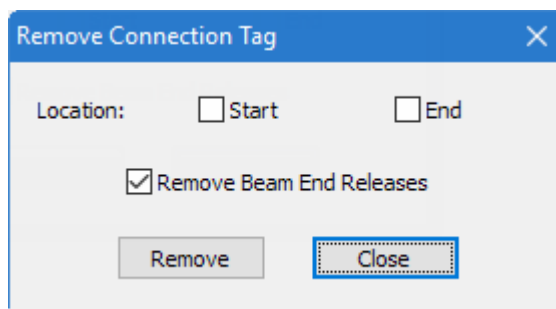 Remove Connection Tag
Location: Start End
Remove Beam End Releases
Remove Close